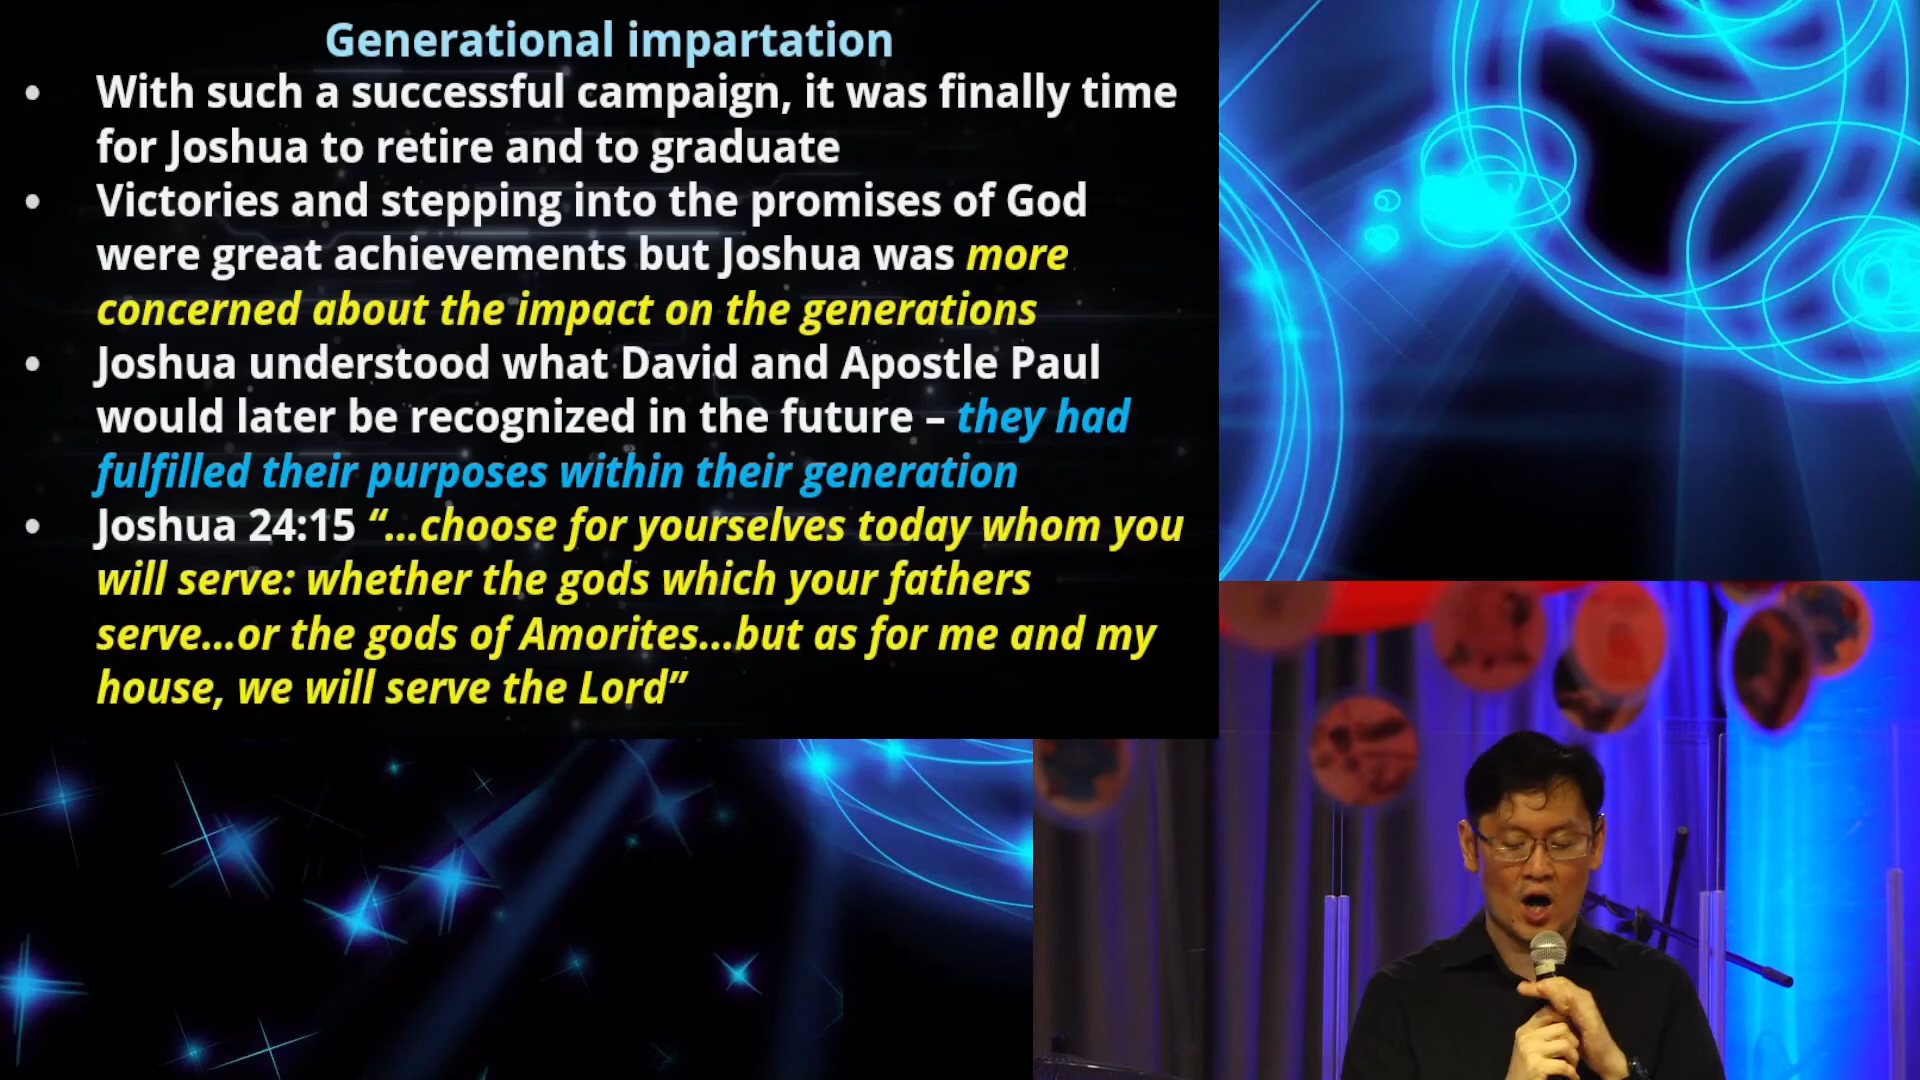 Generational impartation
• With such a successful campaign, it was finally time
for Joshua to retire and to graduate
• Victories and stepping into the promises of God
were great achievements but Joshua was more
concerned about the impact on the generations
• Joshua understood what David and Apostle Paul
would later be recognized in the future – they had
fulfilled their purposes within their generation
• Joshua 24:15 “...choose for yourselves today whom you
will serve: whether the gods which your fathers
serve...or the gods of Amorites...but as for me and my
house, we will serve the Lord”